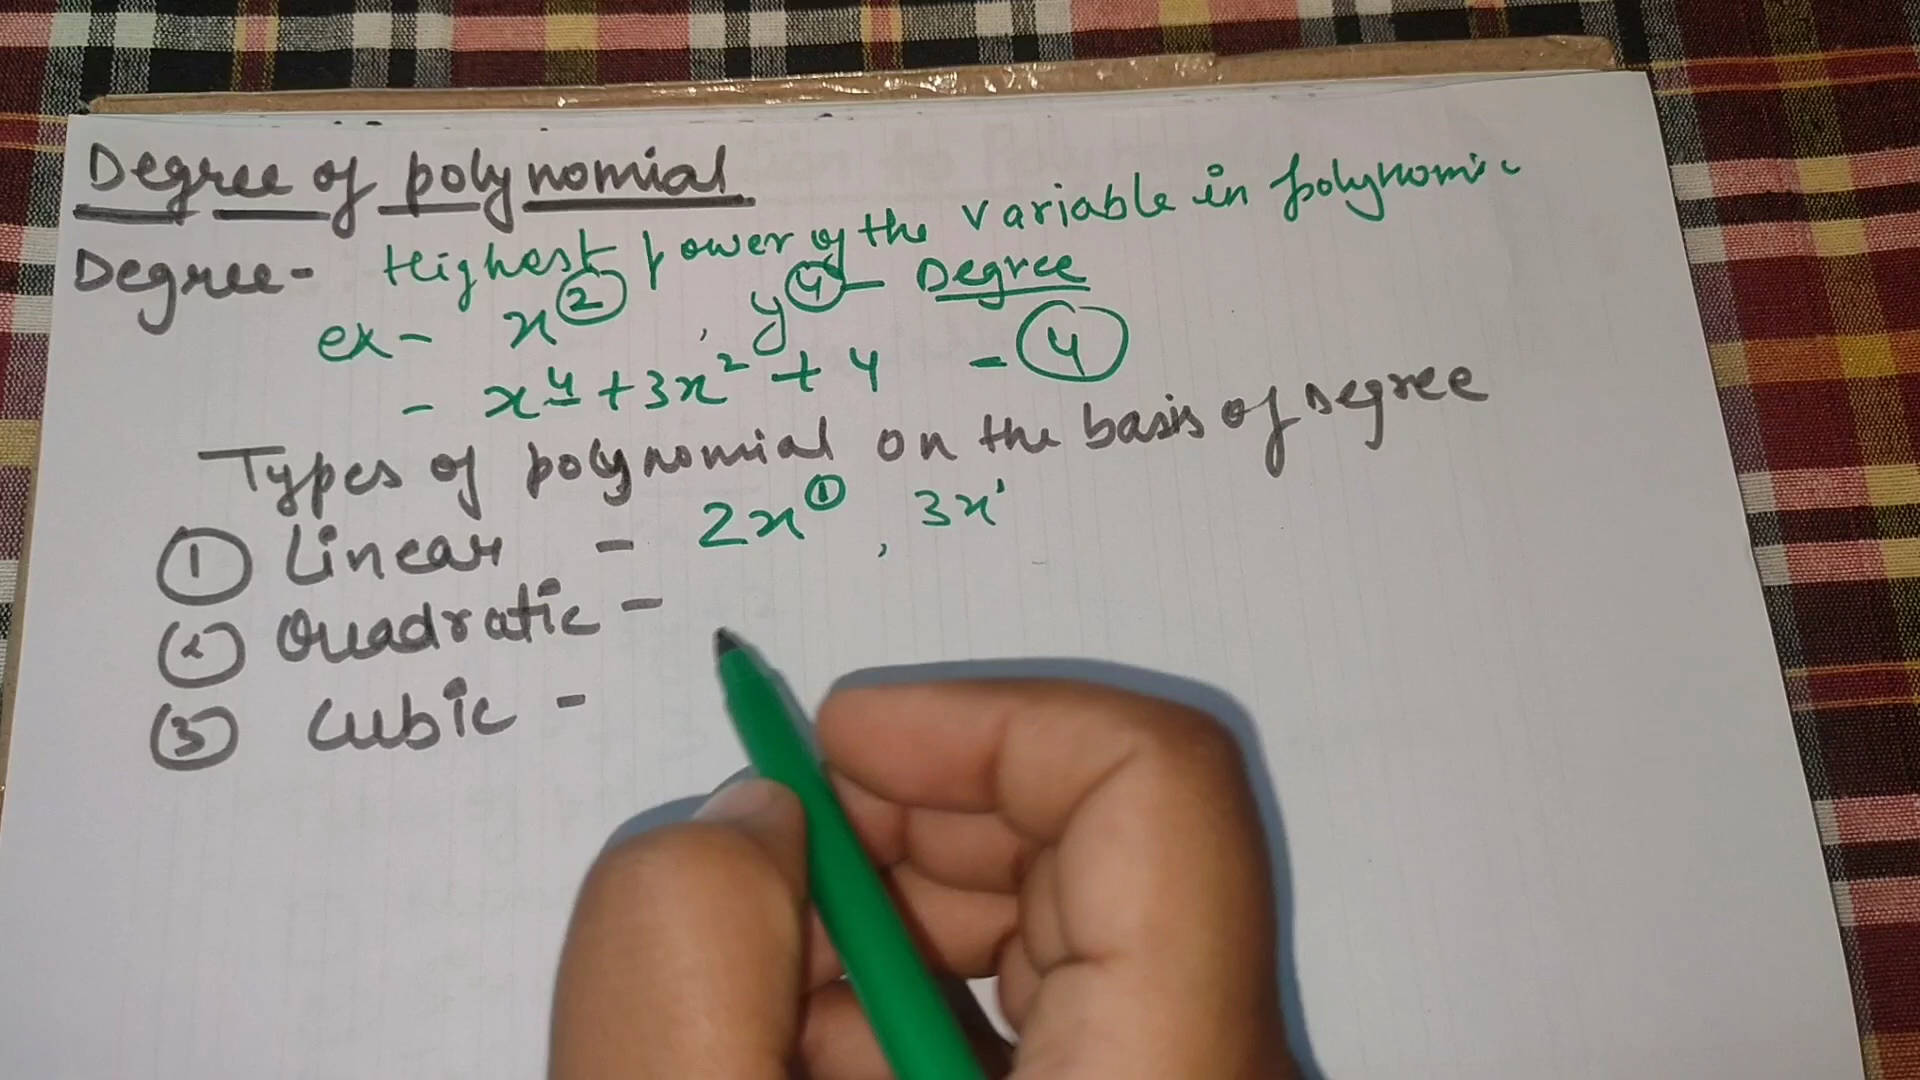 Degree of polynomial
Degree- Highest power of the variable in polynomi
ex- x² , y⁴ - Degree
- x⁴ + 3x² + 4 - 4
Types of polynomial on the basis of Degree
1 Linear - 2x¹ , 3x¹
2 Quadratic -
3 Cubic -